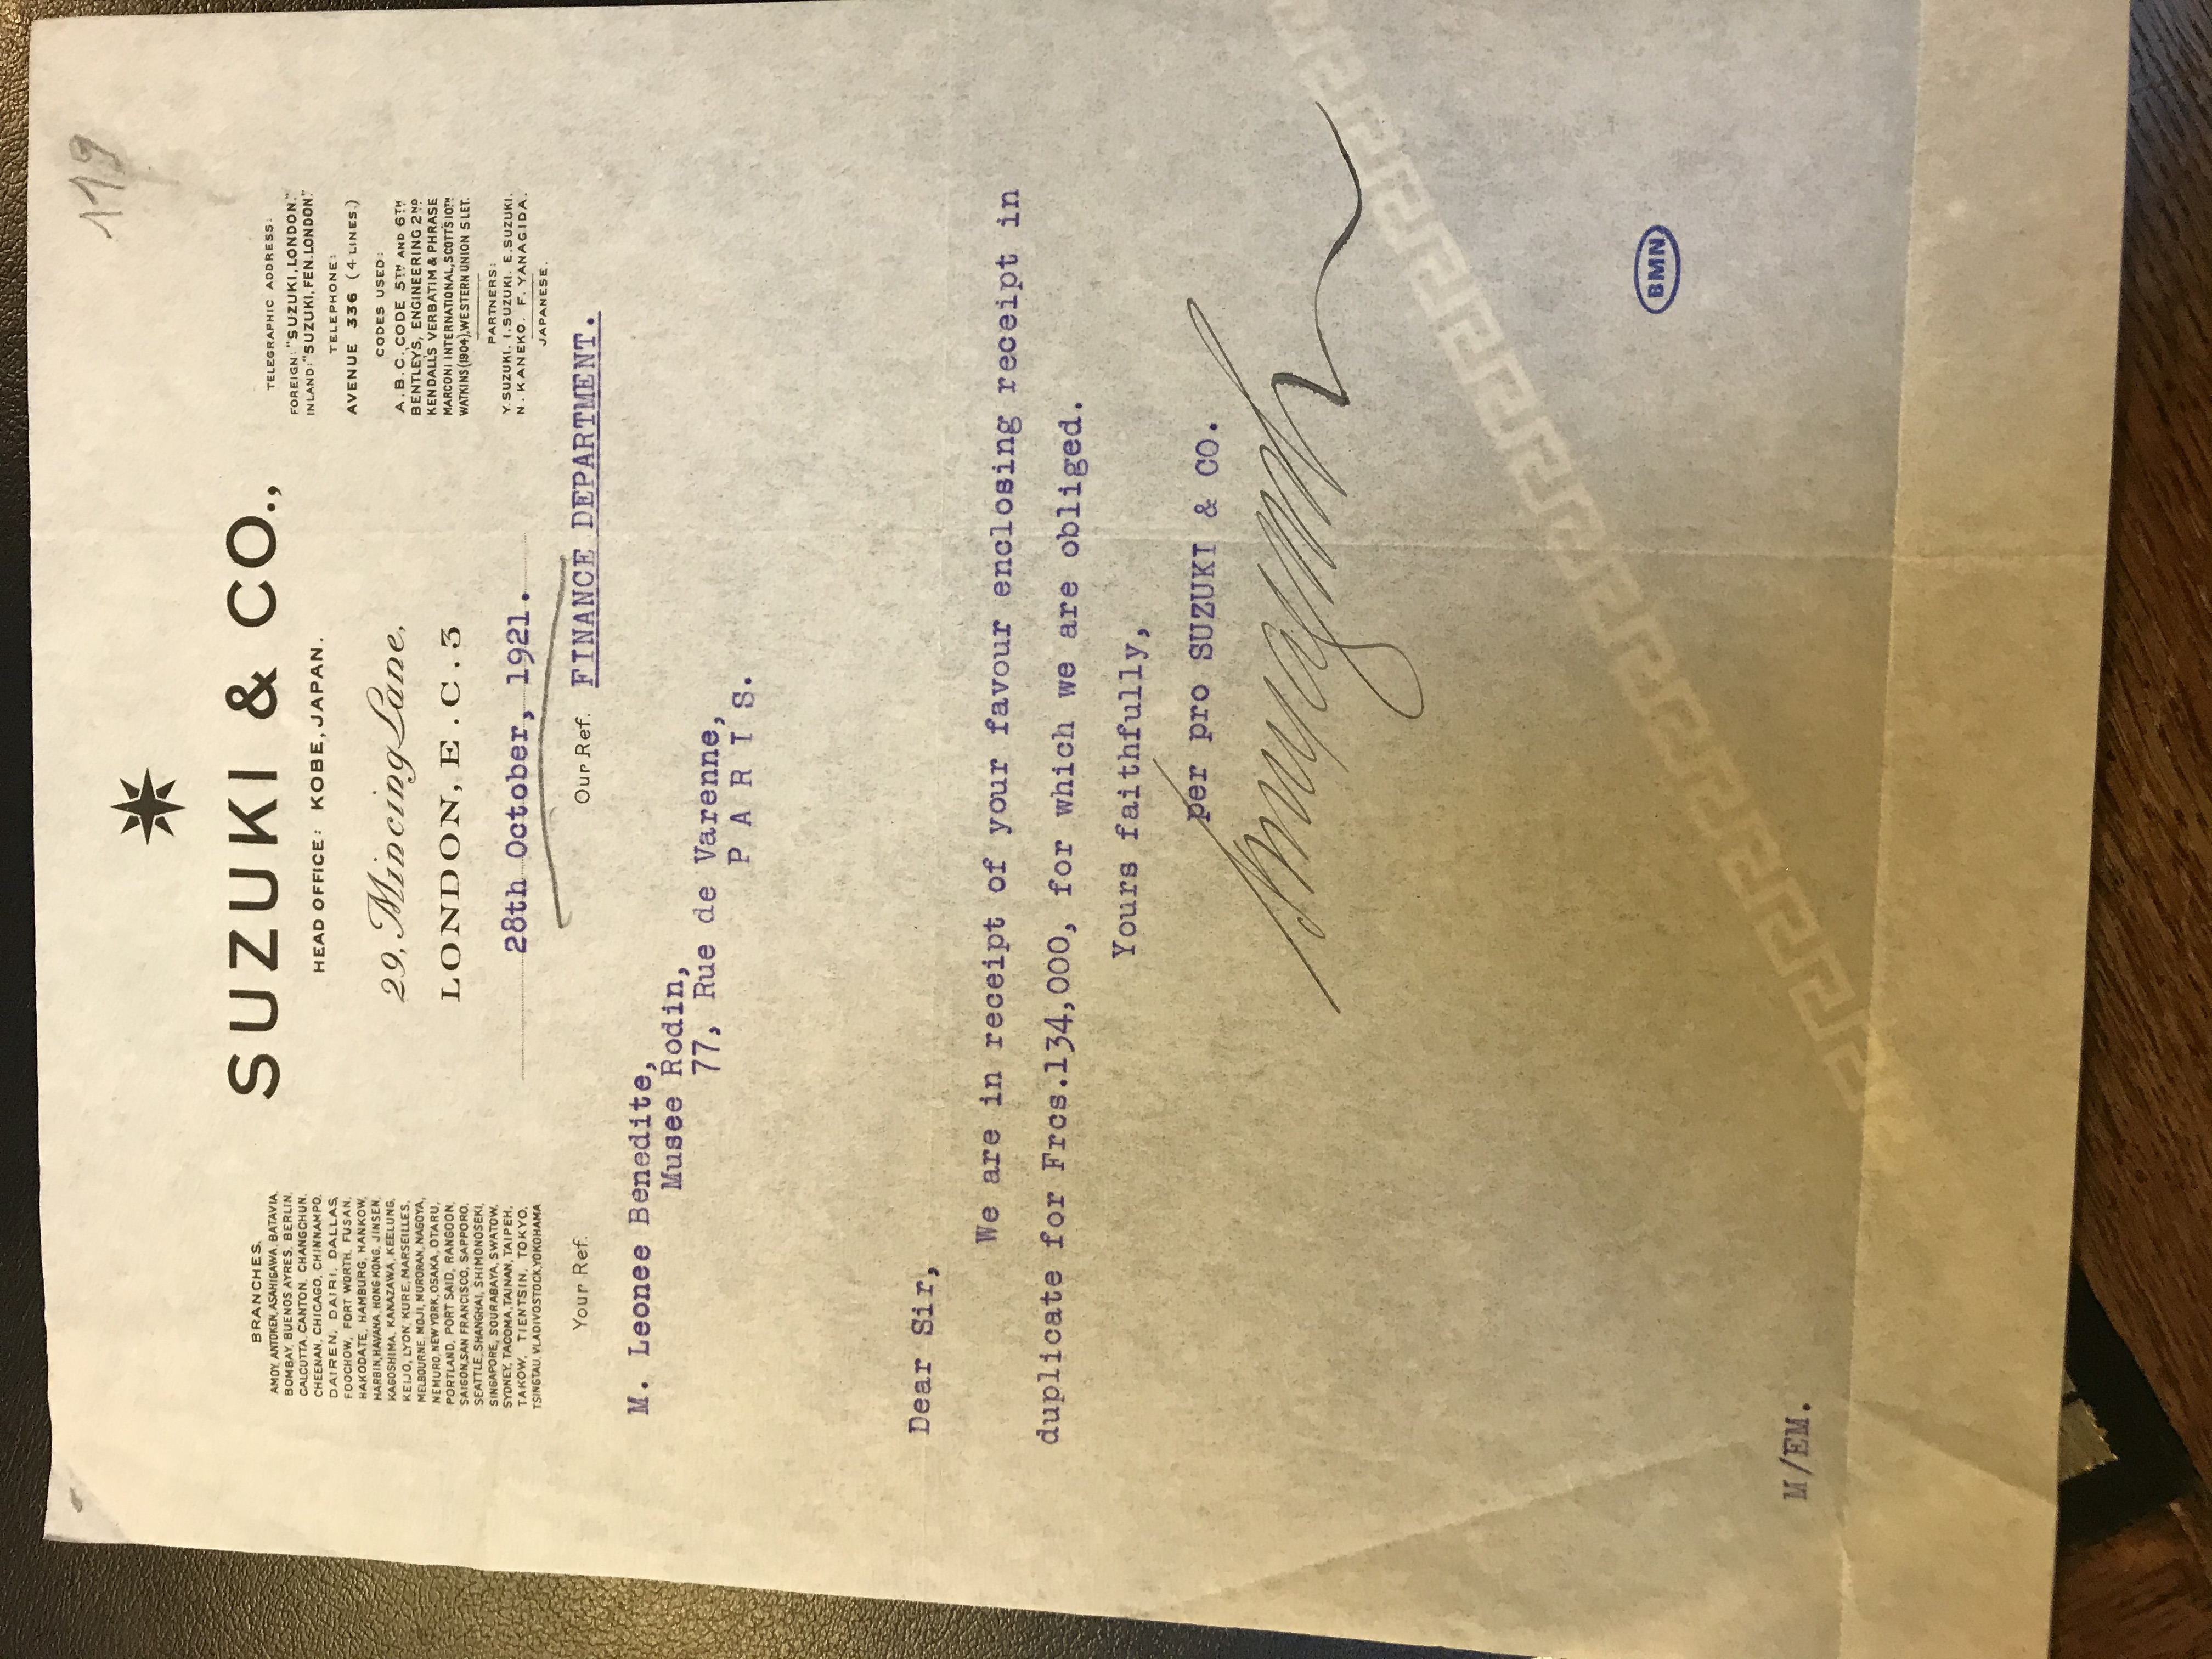 119
SUZUKI & CO.,
HEAD OFFICE: KOBE, JAPAN.
29, Mincing Lane,
LONDON, E.C.3
28th October, 1921.
BRANCHES.
AMOY, ANTOKEN, ASAHIGAWA, BATAVIA.
BOMBAY, BUENOS AYRES, BERLIN.
CALCUTTA, CANTON, CHANGCHUN.
CHEENAN, CHICAGO, CHINNAMPO.
DAIREN, DAIRI, DALLAS,
FOOCHOW, FORT WORTH, FUSAN.
HAKODATE, HAMBURG, HANKOW,
HARBIN, HAVANA, HONG KONG, JINSEN,
KAGOSHIMA, KANAZAWA, KEELUNG,
KEIJO, LYON, KURE, MARSEILLES.
MELBOURNE, MOJI, MURORAN, NAGOYA,
NEMURO, NEW YORK, OSAKA, OTARU,
PORTLAND, PORT SAID, RANGOON,
SAIGON, SAN FRANCISCO, SAPPORO,
SEATTLE, SHANGHAI, SHIMONOSEKI,
SINGAPORE, SOURABAYA, SWATOW,
SYDNEY, TACOMA, TAINAN, TAIPEH,
TAKOW, TIENTSIN, TOKYO.
TSINGTAU, VLADIVOSTOCK, YOKOHAMA
TELEGRAPHIC ADDRESS:
FOREIGN: "SUZUKI, LONDON."
INLAND: "SUZUKI, FEN. LONDON."
TELEPHONE:
AVENUE 336 (4 LINES.)
CODES USED:
A.B.C. CODE 5TH AND 6TH
BENTLEY'S, ENGINEERING 2ND
KENDALL'S VERBATIM & PHRASE
MARCONI INTERNATIONAL, SCOTT'S 10TH
WATKINS (1904), WESTERN UNION 5 LET.
PARTNERS:
Y. SUZUKI. I. SUZUKI. E. SUZUKI.
N. KANEKO. F. YANAGIDA.
JAPANESE.
Your Ref.
Our Ref. FINANCE DEPARTMENT.
M. Leonee Benedite,
Musee Rodin,
77, Rue de Varenne,
P A R I S.
Dear Sir,
We are in receipt of your favour enclosing receipt in
duplicate for Frcs.134,000, for which we are obliged.
Yours faithfully,
per pro SUZUKI & CO.
BMN
M/EM.